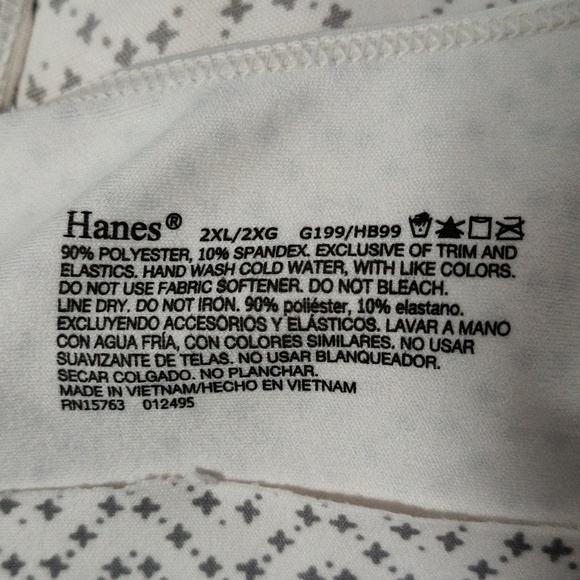 Hanes® 2XL/2XG G199/HB99
90% POLYESTER, 10% SPANDEX. EXCLUSIVE OF TRIM AND
ELASTICS. HAND WASH COLD WATER, WITH LIKE COLORS.
DO NOT USE FABRIC SOFTENER. DO NOT BLEACH.
LINE DRY. DO NOT IRON. 90% poliéster, 10% elastano.
EXCLUYENDO ACCESORIOS Y ELÁSTICOS. LAVAR A MANO
CON AGUA FRÍA, CON COLORES SIMILARES. NO USAR
SUAVIZANTE DE TELAS. NO USAR BLANQUEADOR.
SECAR COLGADO. NO PLANCHAR.
MADE IN VIETNAM/HECHO EN VIETNAM
RN15763 012495